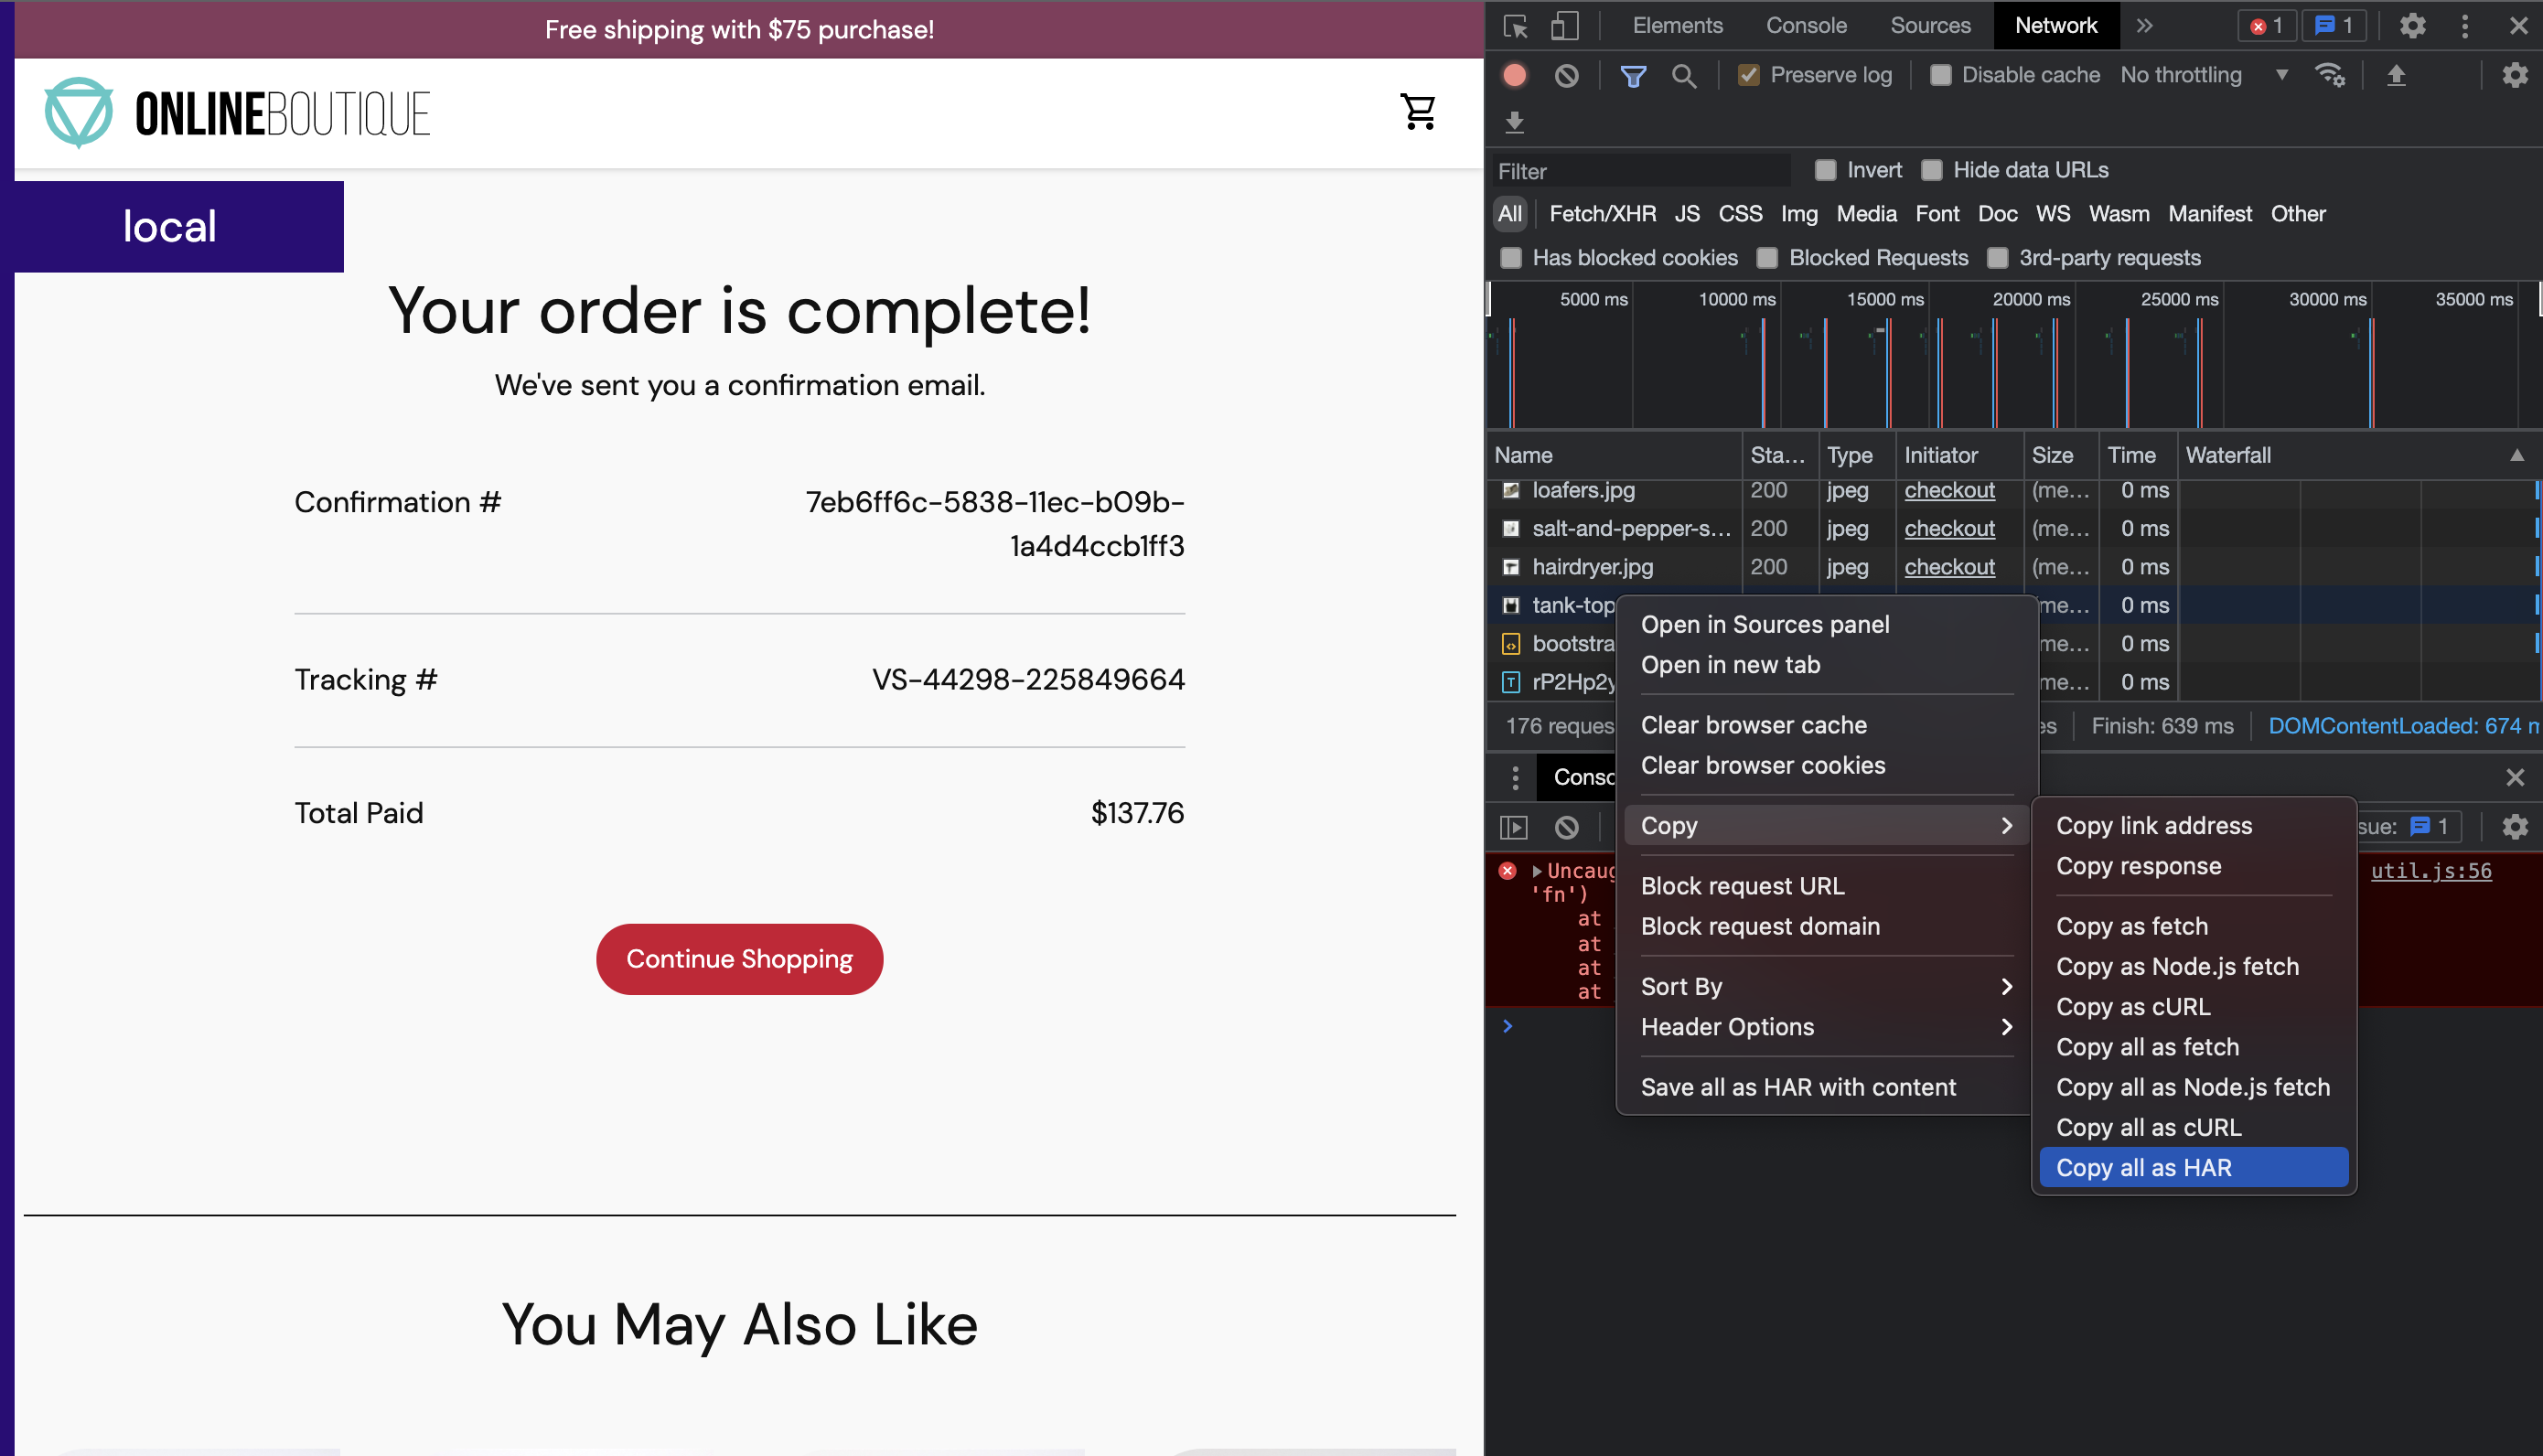 Free shipping with $75 purchase!
ONLINEBOUTIQUE
local
Your order is complete!
We've sent you a confirmation email.
Confirmation # 7eb6ff6c-5838-11ec-b09b-
1a4d4ccb1ff3
Tracking # VS-44298-225849664
Total Paid $137.76
Continue Shopping
You May Also Like
Elements Console Sources Network 1 1
Preserve log Disable cache No throttling
Filter Invert Hide data URLs
All Fetch/XHR JS CSS Img Media Font Doc WS Wasm Manifest Other
Has blocked cookies Blocked Requests 3rd-party requests
5000 ms 10000 ms 15000 ms 20000 ms 25000 ms 30000 ms 35000 ms
Name Sta... Type Initiator Size Time Waterfall
loafers.jpg 200 jpeg checkout (me... 0 ms
salt-and-pepper-s... 200 jpeg checkout (me... 0 ms
hairdryer.jpg 200 jpeg checkout (me... 0 ms
tank-top me... 0 ms
bootstra me... 0 ms
rP2Hp2y me... 0 ms
176 reques es Finish: 639 ms DOMContentLoaded: 674 m
Conso
sue: 1
Uncaug util.js:56
'fn')
at
at
at
at
Open in Sources panel
Open in new tab
Clear browser cache
Clear browser cookies
Copy
Block request URL
Block request domain
Sort By
Header Options
Save all as HAR with content
Copy link address
Copy response
Copy as fetch
Copy as Node.js fetch
Copy as cURL
Copy all as fetch
Copy all as Node.js fetch
Copy all as cURL
Copy all as HAR